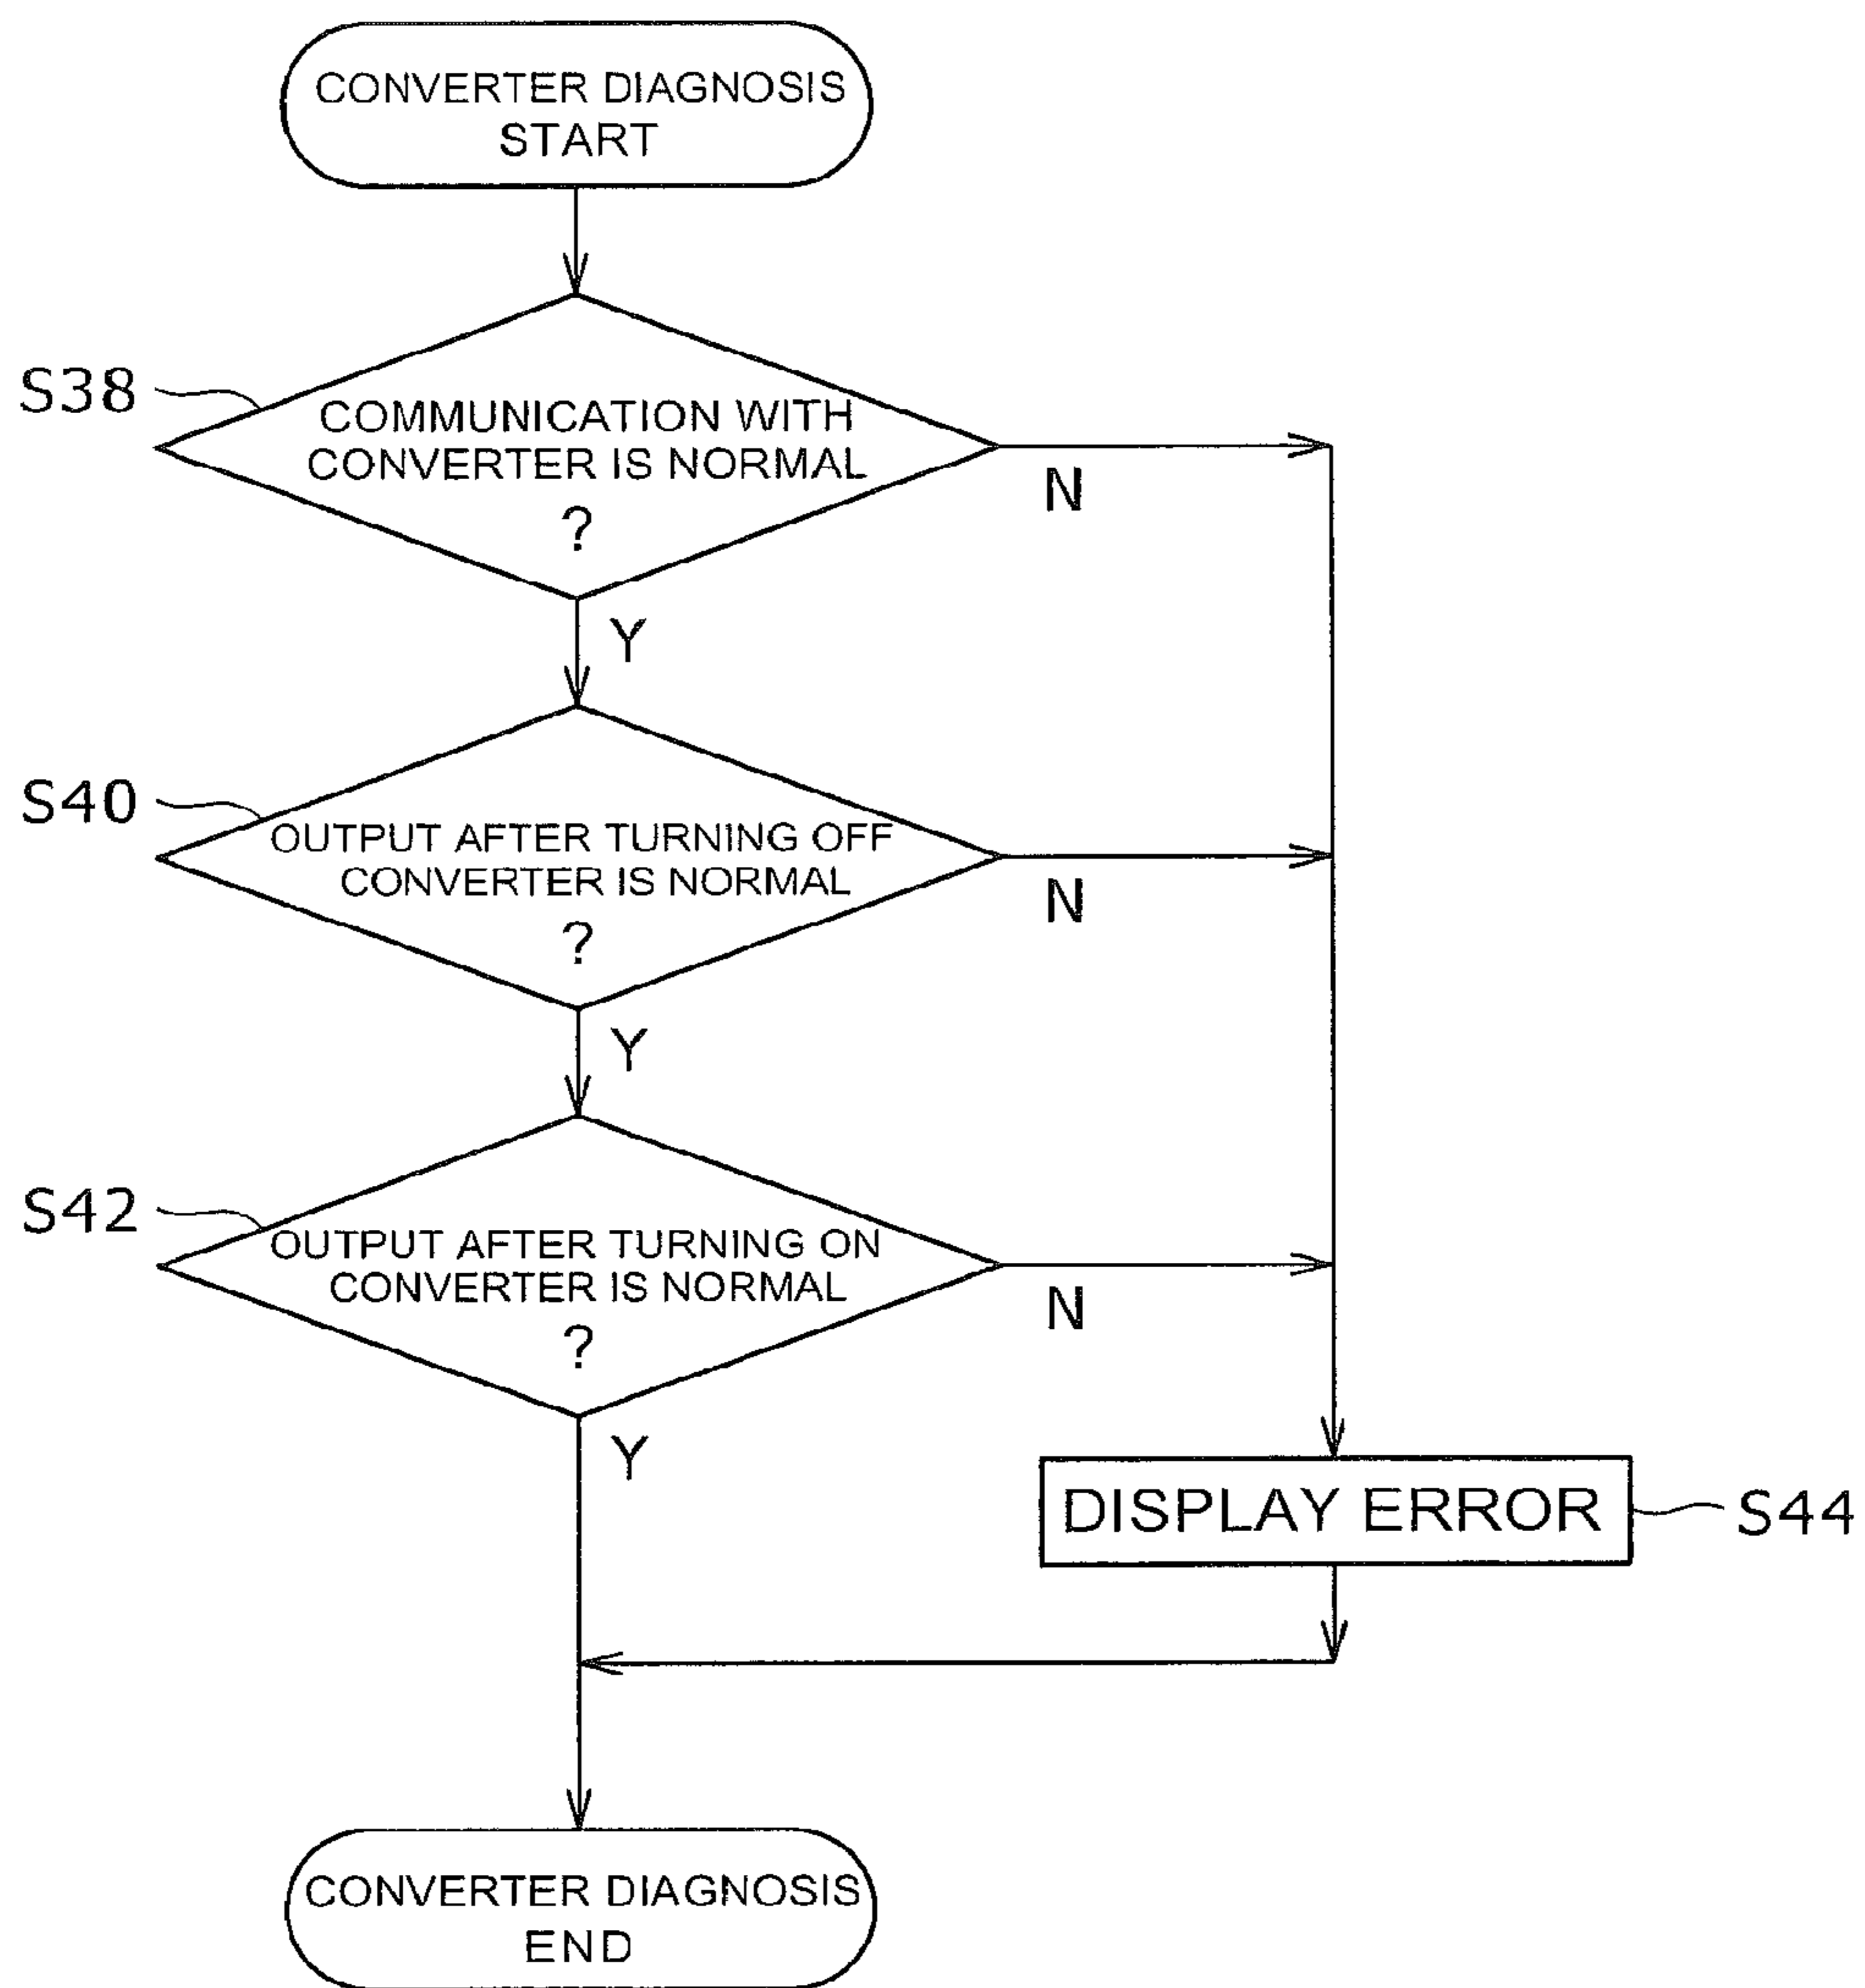 CONVERTER DIAGNOSIS
START
S38
COMMUNICATION WITH
CONVERTER IS NORMAL
?
N
Y
S40
OUTPUT AFTER TURNING OFF
CONVERTER IS NORMAL
?
N
Y
S42
OUTPUT AFTER TURNING ON
CONVERTER IS NORMAL
?
N
Y
DISPLAY ERROR
S44
CONVERTER DIAGNOSIS
END